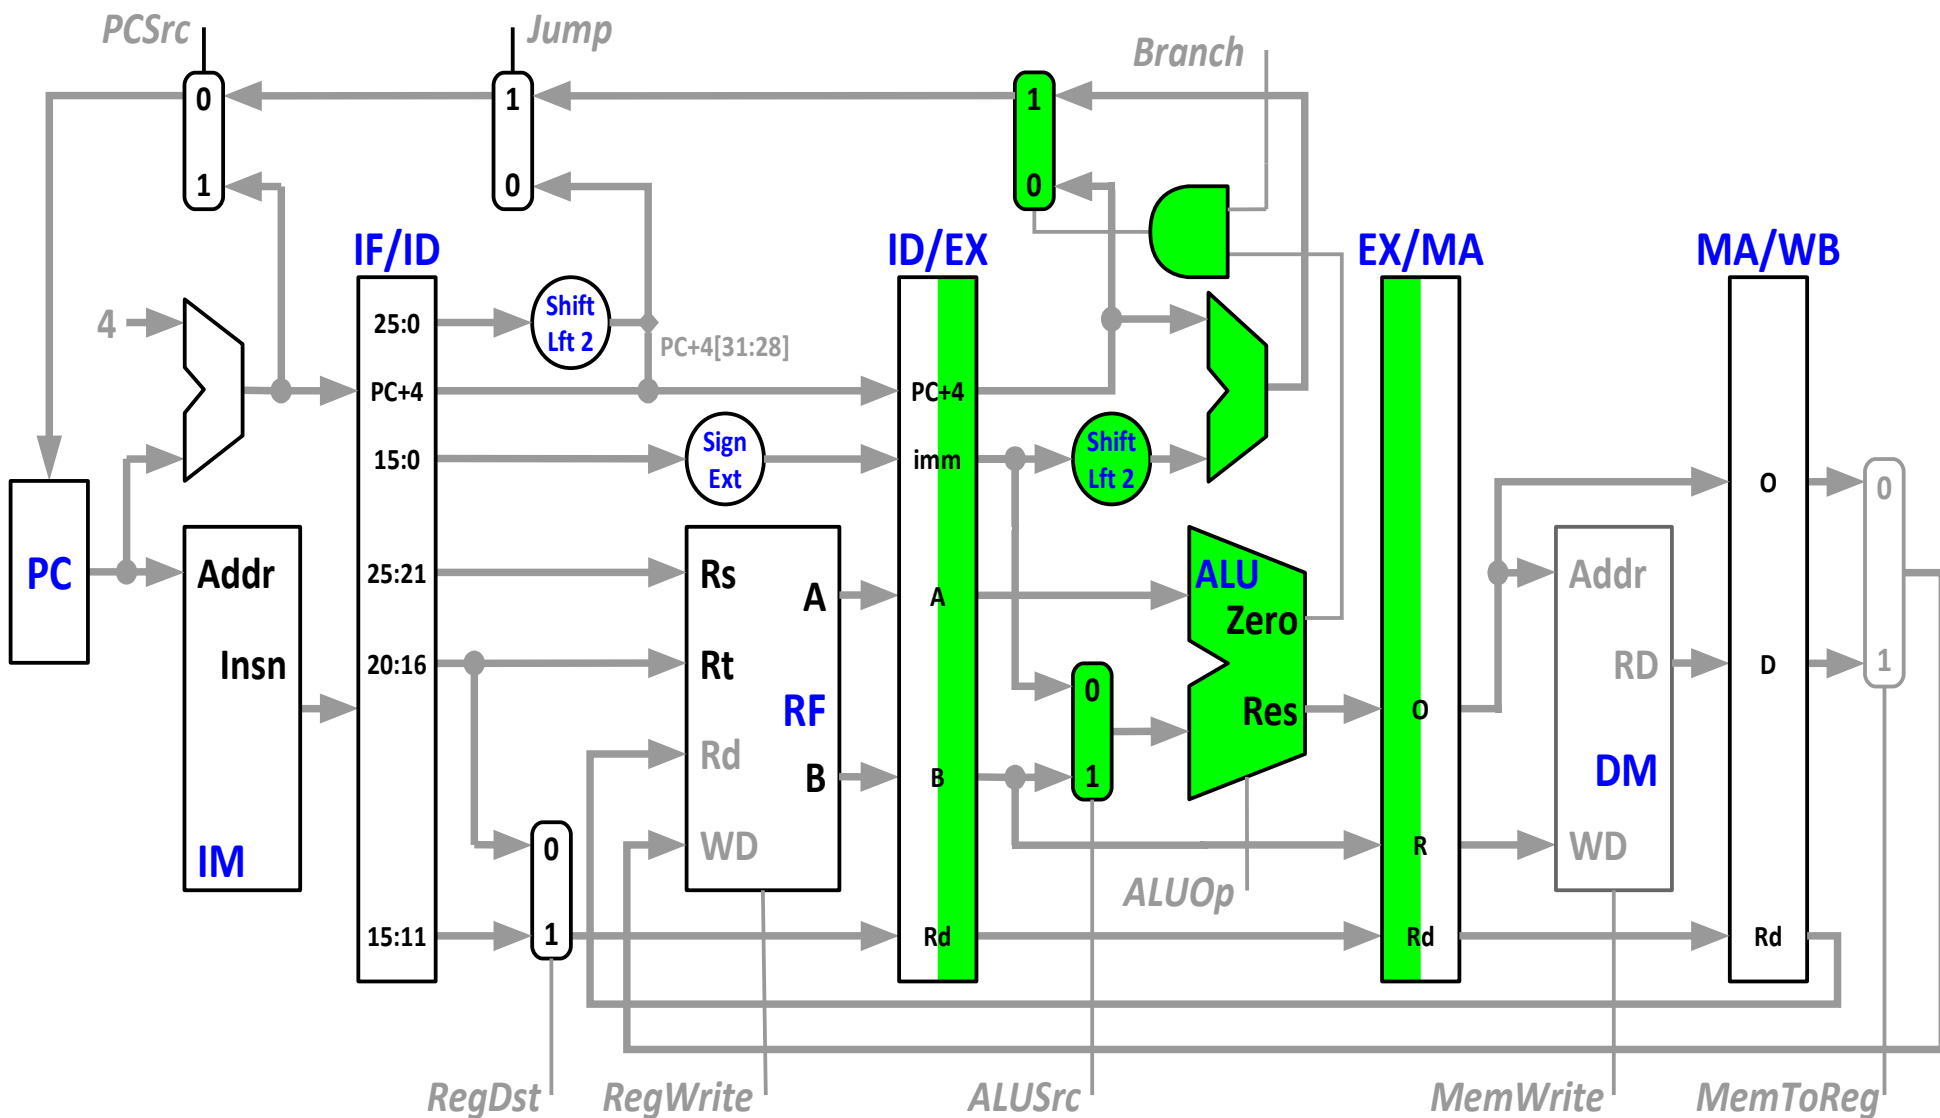 PCSrc
Jump
Branch
0
1
1
0
1
0
IF/ID
ID/EX
EX/MA
MA/WB
4
25:0
Shift
Lft 2
PC+4[31:28]
PC+4
PC+4
15:0
Sign
Ext
imm
Shift
Lft 2
O
0
PC
Addr
Insn
IM
25:21
20:16
15:11
Rs
Rt
RF
Rd
WD
A
B
A
B
Rd
0
1
0
1
ALU
Zero
Res
O
R
Rd
Addr
RD
DM
WD
D
1
Rd
ALUOp
RegDst
RegWrite
ALUSrc
MemWrite
MemToReg